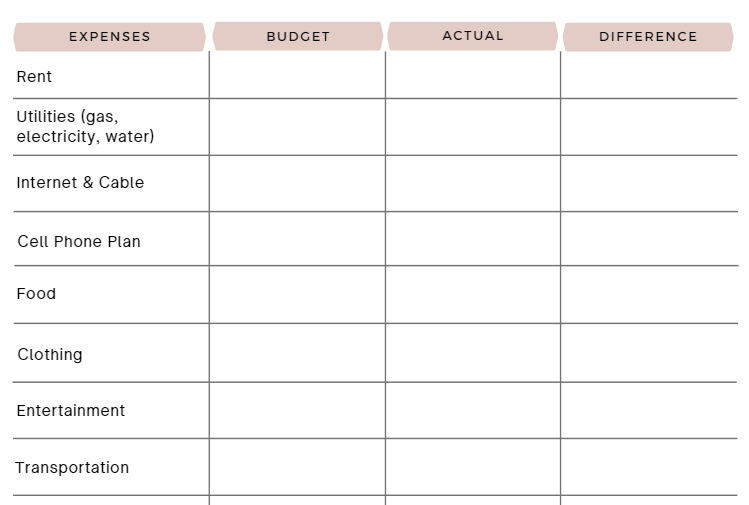 EXPENSES BUDGET ACTUAL DIFFERENCE
Rent
Utilities (gas,
electricity, water)
Internet & Cable
Cell Phone Plan
Food
Clothing
Entertainment
Transportation